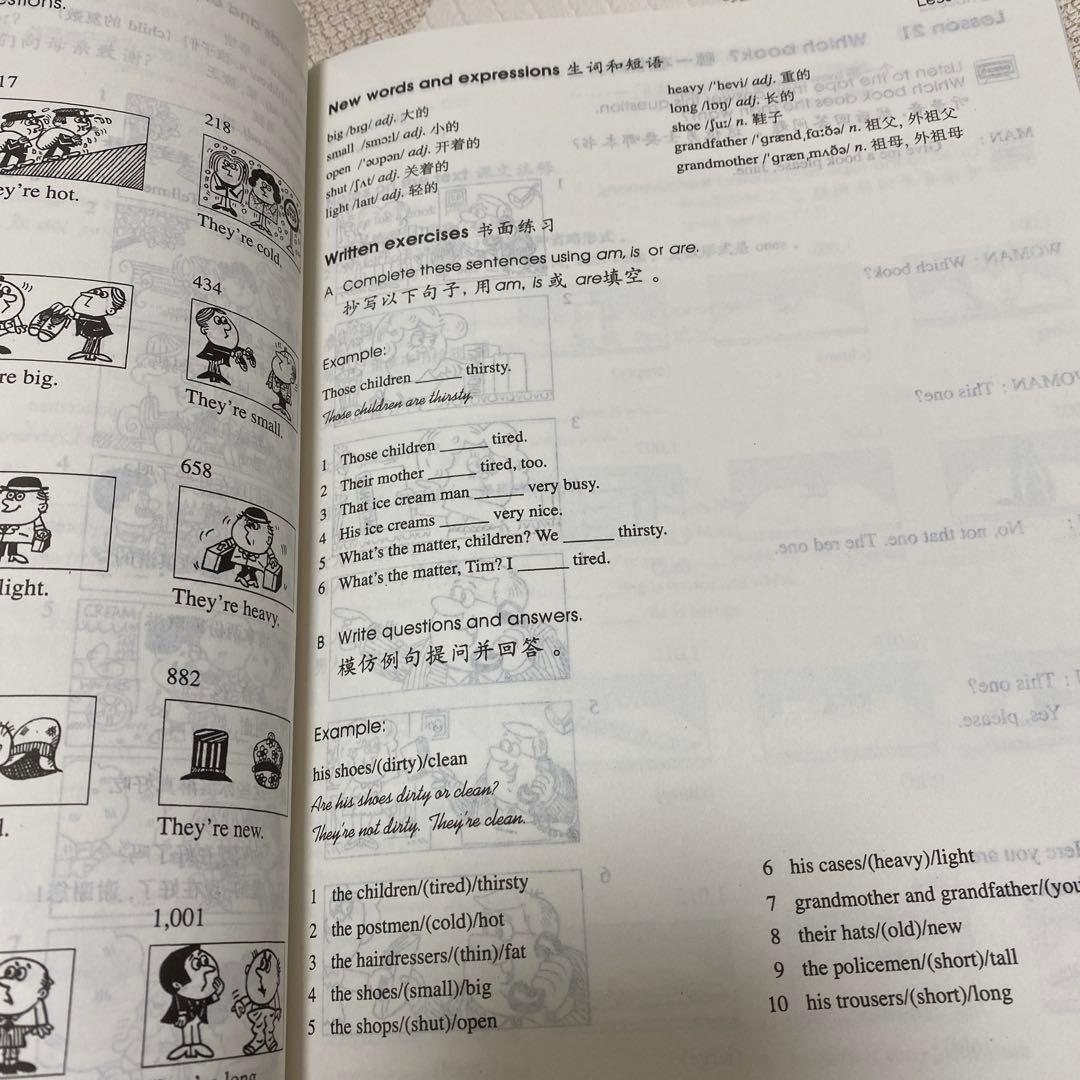 stions.
17
ey're hot.
218
They're cold.
re big.
434
They're small.
light.
658
They're heavy.
882
They're new.
1,001
New words and expressions 生词和短语
big /bɪg/ adj. 大的
small /smɔːl/ adj. 小的
open /ˈəupən/ adj. 开着的
shut /ʃʌt/ adj. 关着的
light /laɪt/ adj. 轻的
heavy /ˈhevi/ adj. 重的
long /lɒŋ/ adj. 长的
shoe /ʃuː/ n. 鞋子
grandfather /ˈgrænd,fɑːðə/ n. 祖父, 外祖父
grandmother /ˈgræn,mʌðə/ n. 祖母, 外祖母
Written exercises 书面练习
A Complete these sentences using am, is or are.
抄写以下句子, 用am, is 或 are填空。
Example:
Those children ______ thirsty.
Those children are thirsty.
1 Those children ______ tired.
2 Their mother ______ tired, too.
3 That ice cream man ______ very busy.
4 His ice creams ______ very nice.
5 What's the matter, children? We ______ thirsty.
6 What's the matter, Tim? I ______ tired.
B Write questions and answers.
模仿例句提问并回答。
Example:
his shoes/(dirty)/clean
Are his shoes dirty or clean?
They're not dirty. They're clean.
1 the children/(tired)/thirsty
2 the postmen/(cold)/hot
3 the hairdressers/(thin)/fat
4 the shoes/(small)/big
5 the shops/(shut)/open
6 his cases/(heavy)/light
7 grandmother and grandfather/(you
8 their hats/(old)/new
9 the policemen/(short)/tall
10 his trousers/(short)/long